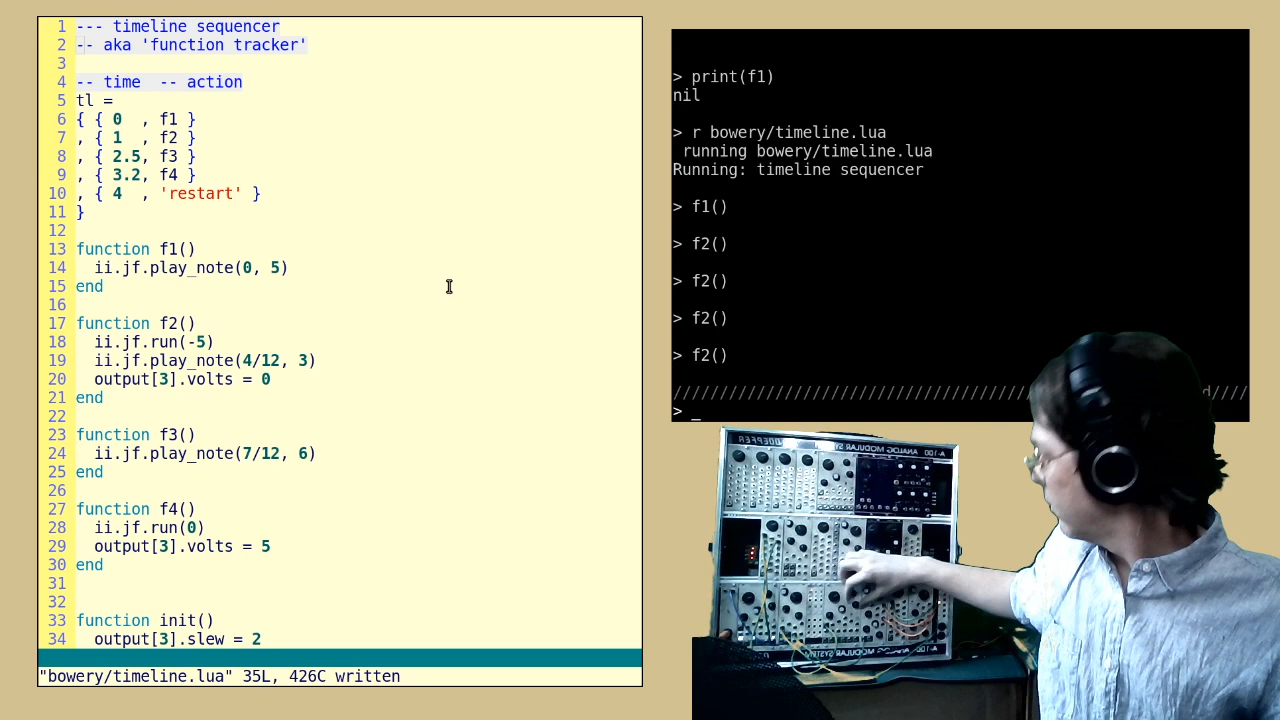 1 --- timeline sequencer
2 -- aka 'function tracker'
3
4 -- time  -- action
5 tl =
6 { { 0  , f1 }
7 , { 1  , f2 }
8 , { 2.5, f3 }
9 , { 3.2, f4 }
10 , { 4  , 'restart' }
11 }
12
13 function f1()
14   ii.jf.play_note(0, 5)
15 end
16
17 function f2()
18   ii.jf.run(-5)
19   ii.jf.play_note(4/12, 3)
20   output[3].volts = 0
21 end
22
23 function f3()
24   ii.jf.play_note(7/12, 6)
25 end
26
27 function f4()
28   ii.jf.run(0)
29   output[3].volts = 5
30 end
31
32
33 function init()
34   output[3].slew = 2
"bowery/timeline.lua" 35L, 426C written
> print(f1)
nil
> r bowery/timeline.lua
 running bowery/timeline.lua
Running: timeline sequencer
> f1()
> f2()
> f2()
> f2()
> f2()
//////////////////////////////////////d////
> _
DOEPFER ANALOG MODULAR SYSTEM A-100